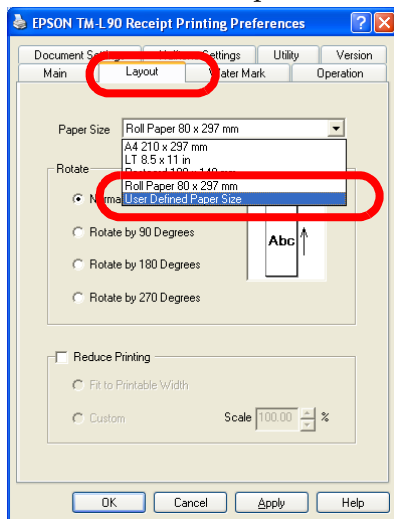 EPSON TM-L90 Receipt Printing Preferences
Utility Version
Main Layout Water Mark Operation
Paper Size Roll Paper 80 x 297 mm
A4 210 x 297 mm
LT 8.5 x 11 in
Rotate
Roll Paper 80 x 297 mm
User Defined Paper Size
Rotate by 90 Degrees
Abc
Rotate by 180 Degrees
Rotate by 270 Degrees
Reduce Printing
Fit to Printable Width
Custom Scale 100.00 %
OK Cancel Apply Help